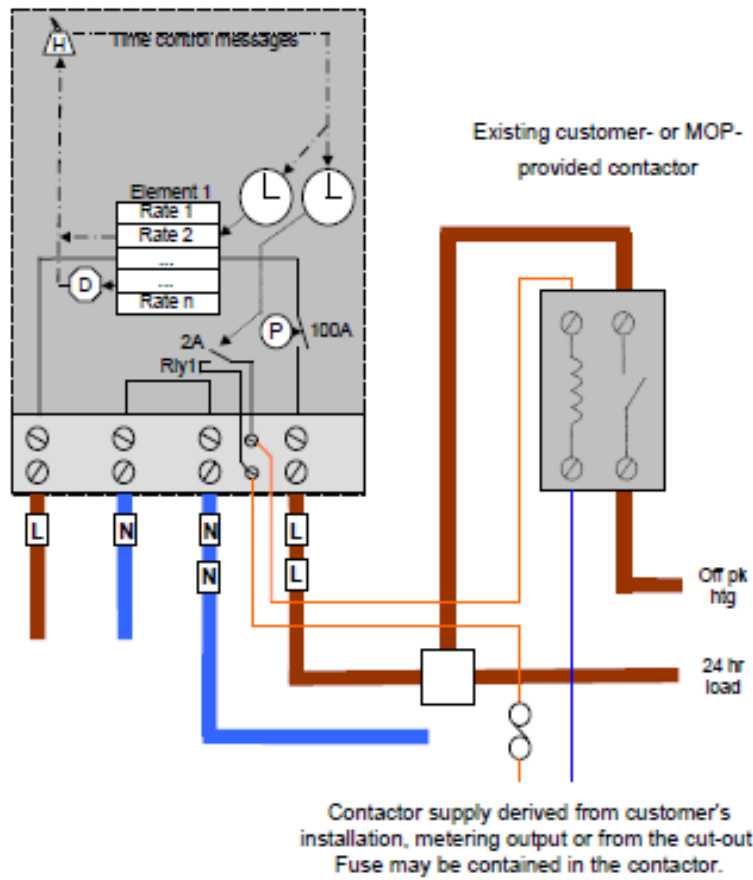 H
Time control messages
Existing customer- or MOP-
provided contactor
Element 1
Rate 1
Rate 2
...
...
Rate n
D
P
100A
2A
Rly1
L
N
N
L
N
L
Off pk
htg
24 hr
load
Contactor supply derived from customer's
installation, metering output or from the cut-out
Fuse may be contained in the contactor.